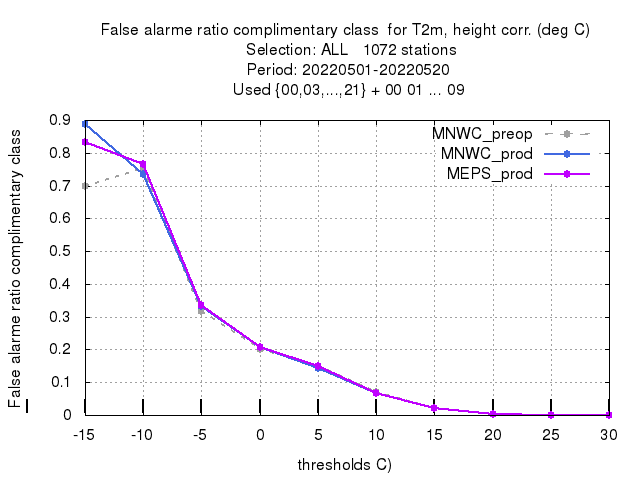 False alarme ratio complimentary class  for T2m, height corr. (deg C)
Selection: ALL   1072 stations
Period: 20220501-20220520
Used {00,03,...,21} + 00 01 ... 09
False alarme ratio complimentary class
0.9
0.8
0.7
0.6
0.5
0.4
0.3
0.2
0.1
0
MNWC_preop
MNWC_prod
MEPS_prod
-15 -10 -5 0 5 10 15 20 25 30
thresholds C)